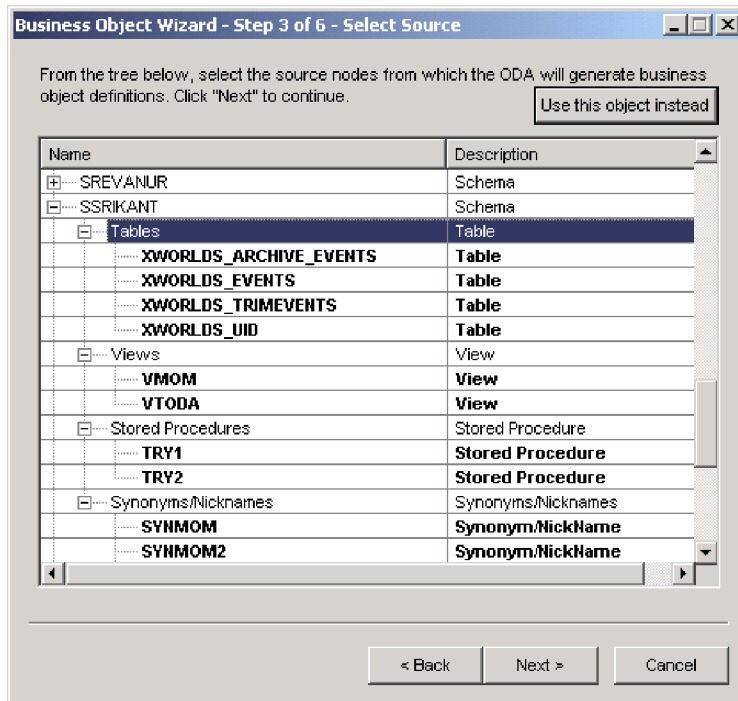 Business Object Wizard - Step 3 of 6 - Select Source
From the tree below, select the source nodes from which the ODA will generate business
object definitions. Click "Next" to continue.
Use this object instead
Name Description
SREVANUR Schema
SSRIKANT Schema
Tables Table
XWORLDS_ARCHIVE_EVENTS Table
XWORLDS_EVENTS Table
XWORLDS_TRIMEVENTS Table
XWORLDS_UID Table
Views View
VMOM View
VTODA View
Stored Procedures Stored Procedure
TRY1 Stored Procedure
TRY2 Stored Procedure
Synonyms/Nicknames Synonyms/Nicknames
SYNMOM Synonym/NickName
SYNMOM2 Synonym/NickName
< Back Next > Cancel